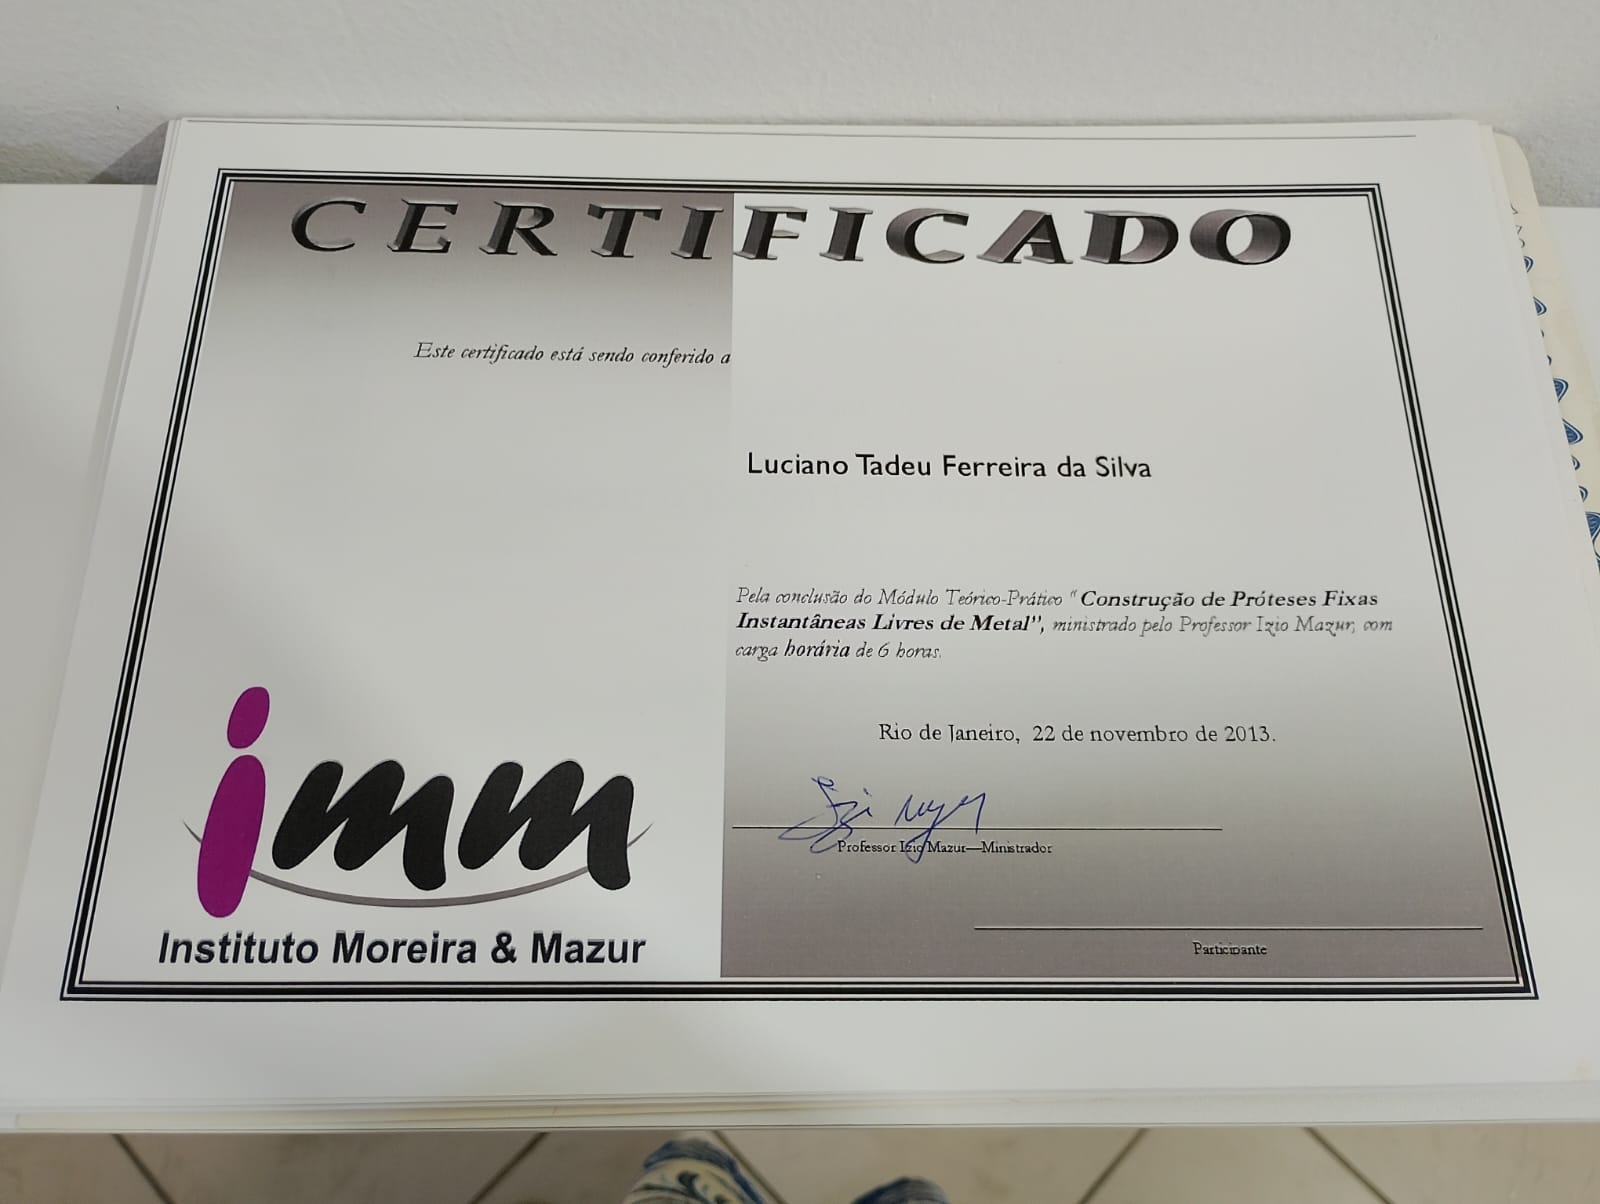 CERTIFICADO
Este certificado está sendo conferido a
Luciano Tadeu Ferreira da Silva
Pela conclusão do Módulo Teórico-Prático "Construção de Próteses Fixas
Instantâneas Livres de Metal", ministrado pelo Professor Izio Mazur, com
carga horária de 6 horas.
Rio de Janeiro, 22 de novembro de 2013.
Professor Izio Mazur—Ministrador
Participante
imm
Instituto Moreira & Mazur